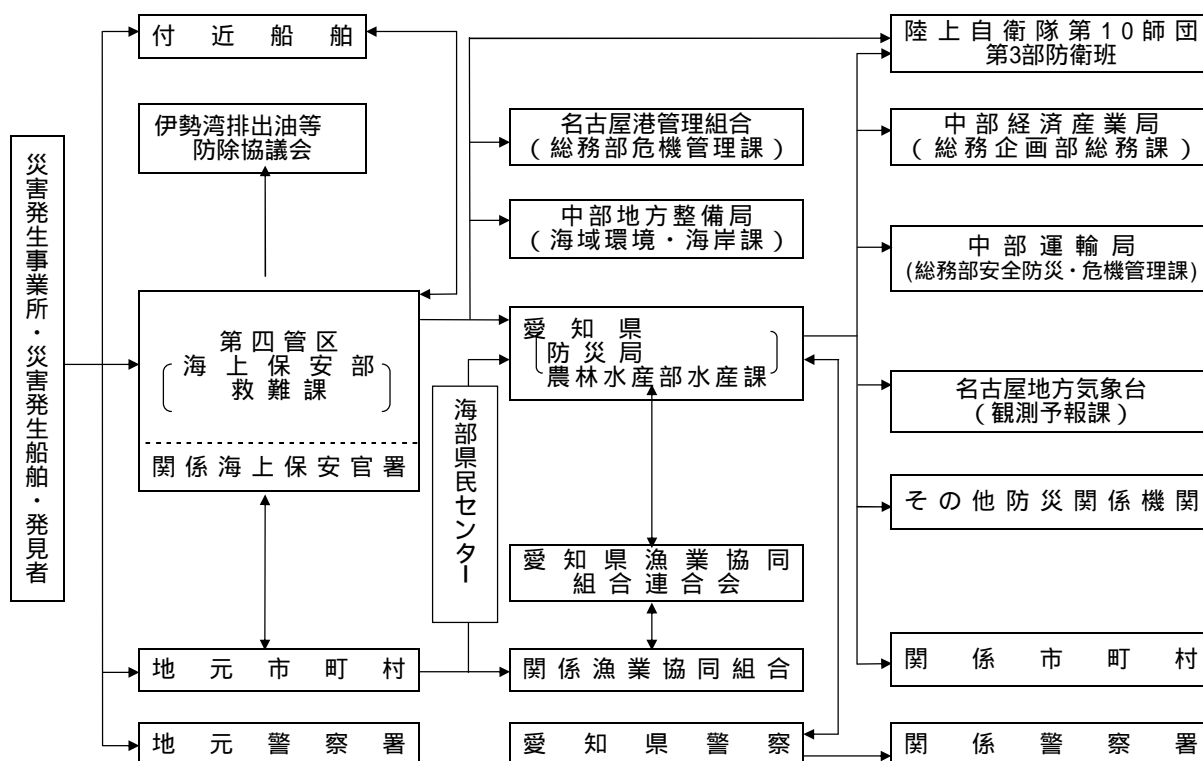 災害発生事業所・災害発生船舶・発見者
付近船舶
伊勢湾排出油等
防除協議会
第四管区
海上保安部
救難課
関係海上保安官署
地元市町村
地元警察署
海部県民センター
名古屋港管理組合
(総務部危機管理課)
中部地方整備局
(海域環境・海岸課)
愛知県
防災局
農林水産部水産課
愛知県漁業協同
組合連合会
関係漁業協同組合
愛知県警察
陸上自衛隊第10師団
第3部防衛班
中部経済産業局
(総務企画部総務課)
中部運輸局
(総務部安全防災・危機管理課)
名古屋地方気象台
(観測予報課)
その他防災関係機関
関係市町村
関係警察署